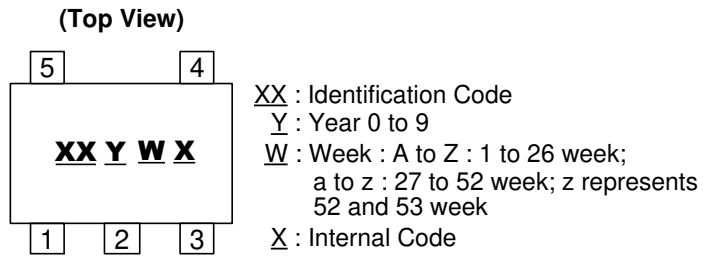 (Top View)
5 4
XX Y W X
1 2 3
XX : Identification Code
Y : Year 0 to 9
W : Week : A to Z : 1 to 26 week;
a to z : 27 to 52 week; z represents
52 and 53 week
X : Internal Code